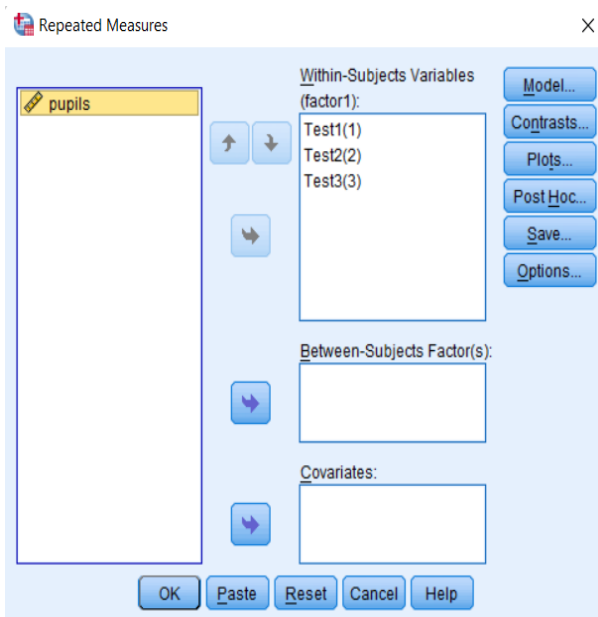 Repeated Measures
pupils
Within-Subjects Variables
(factor1):
Test1(1)
Test2(2)
Test3(3)
Model...
Contrasts...
Plots...
Post Hoc...
Save...
Options...
Between-Subjects Factor(s):
Covariates:
OK
Paste
Reset
Cancel
Help